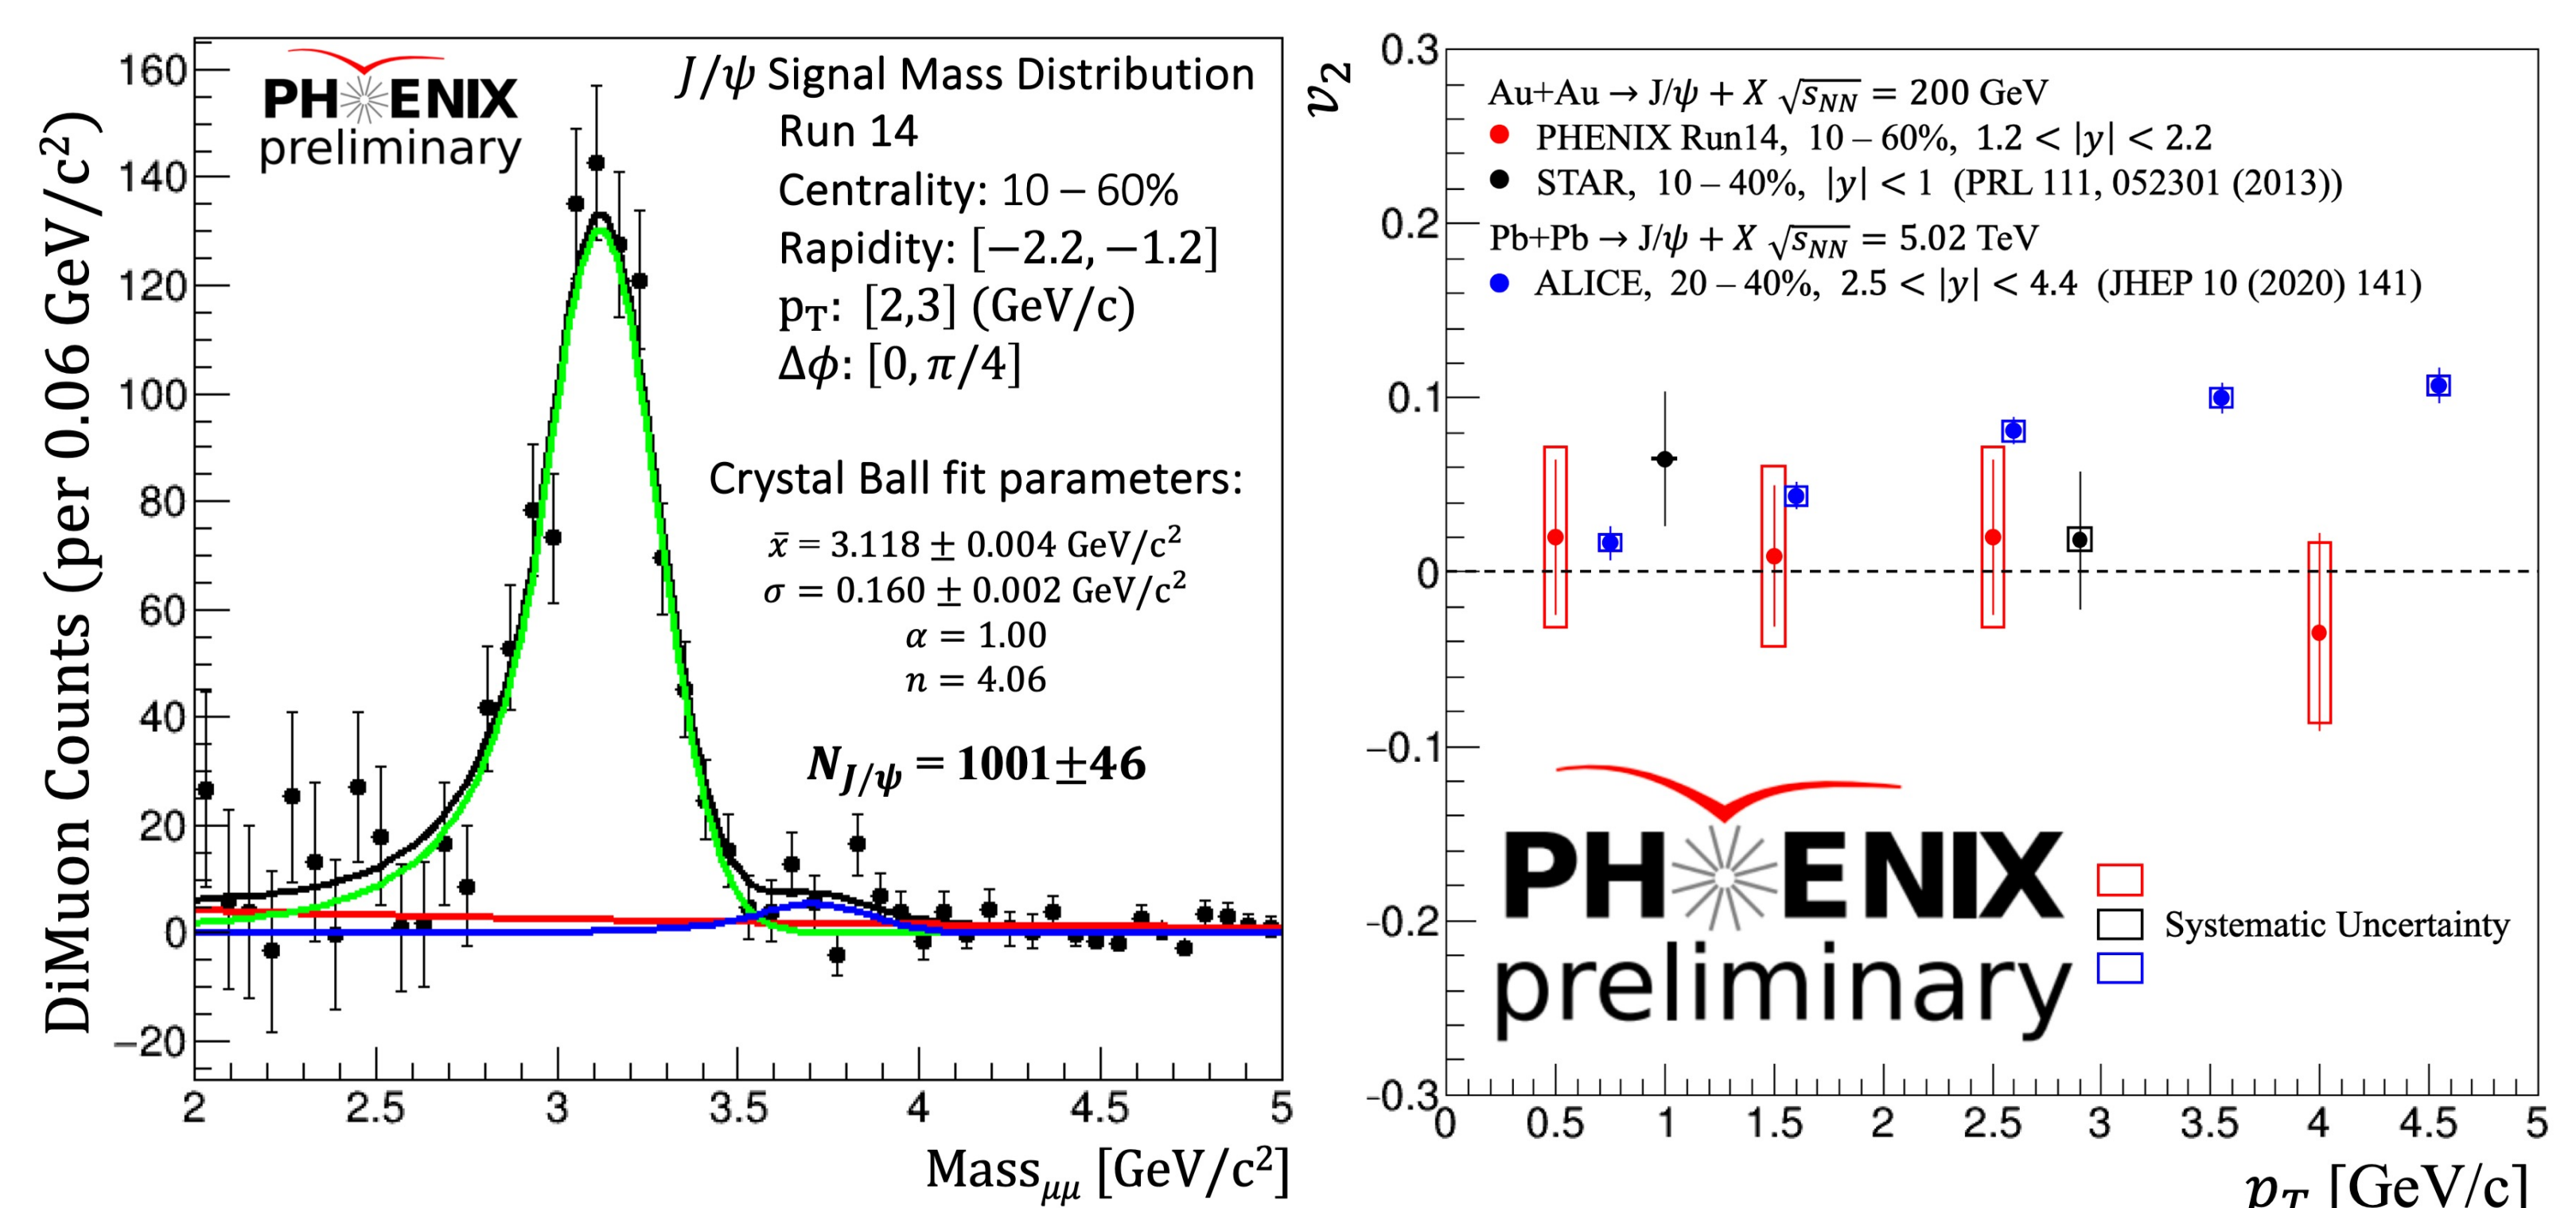 PHENIX
preliminary
J/ψ Signal Mass Distribution
Run 14
Centrality: 10 – 60%
Rapidity: [−2.2, −1.2]
pT: [2,3] (GeV/c)
Δϕ: [0, π/4]
Crystal Ball fit parameters:
x̄ = 3.118 ± 0.004 GeV/c²
σ = 0.160 ± 0.002 GeV/c²
α = 1.00
n = 4.06
N_J/ψ = 1001±46
DiMuon Counts (per 0.06 GeV/c²)
160
140
120
100
80
60
40
20
0
−20
2 2.5 3 3.5 4 4.5 5
Mass_μμ [GeV/c²]
v₂
0.3
0.2
0.1
0
−0.1
−0.2
−0.3
Au+Au → J/ψ + X √s_NN = 200 GeV
PHENIX Run14, 10 – 60%, 1.2 < |y| < 2.2
STAR, 10 – 40%, |y| < 1 (PRL 111, 052301 (2013))
Pb+Pb → J/ψ + X √s_NN = 5.02 TeV
ALICE, 20 – 40%, 2.5 < |y| < 4.4 (JHEP 10 (2020) 141)
PHENIX
preliminary
Systematic Uncertainty
0 0.5 1 1.5 2 2.5 3 3.5 4 4.5 5
p_T [GeV/c]